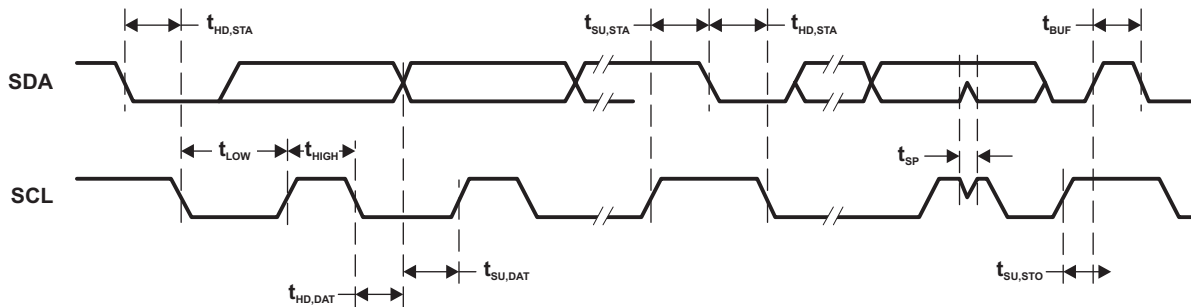 tHD,STA
tSU,STA
tHD,STA
tBUF
SDA
tLOW
tHIGH
tSP
SCL
tSU,DAT
tSU,STO
tHD,DAT